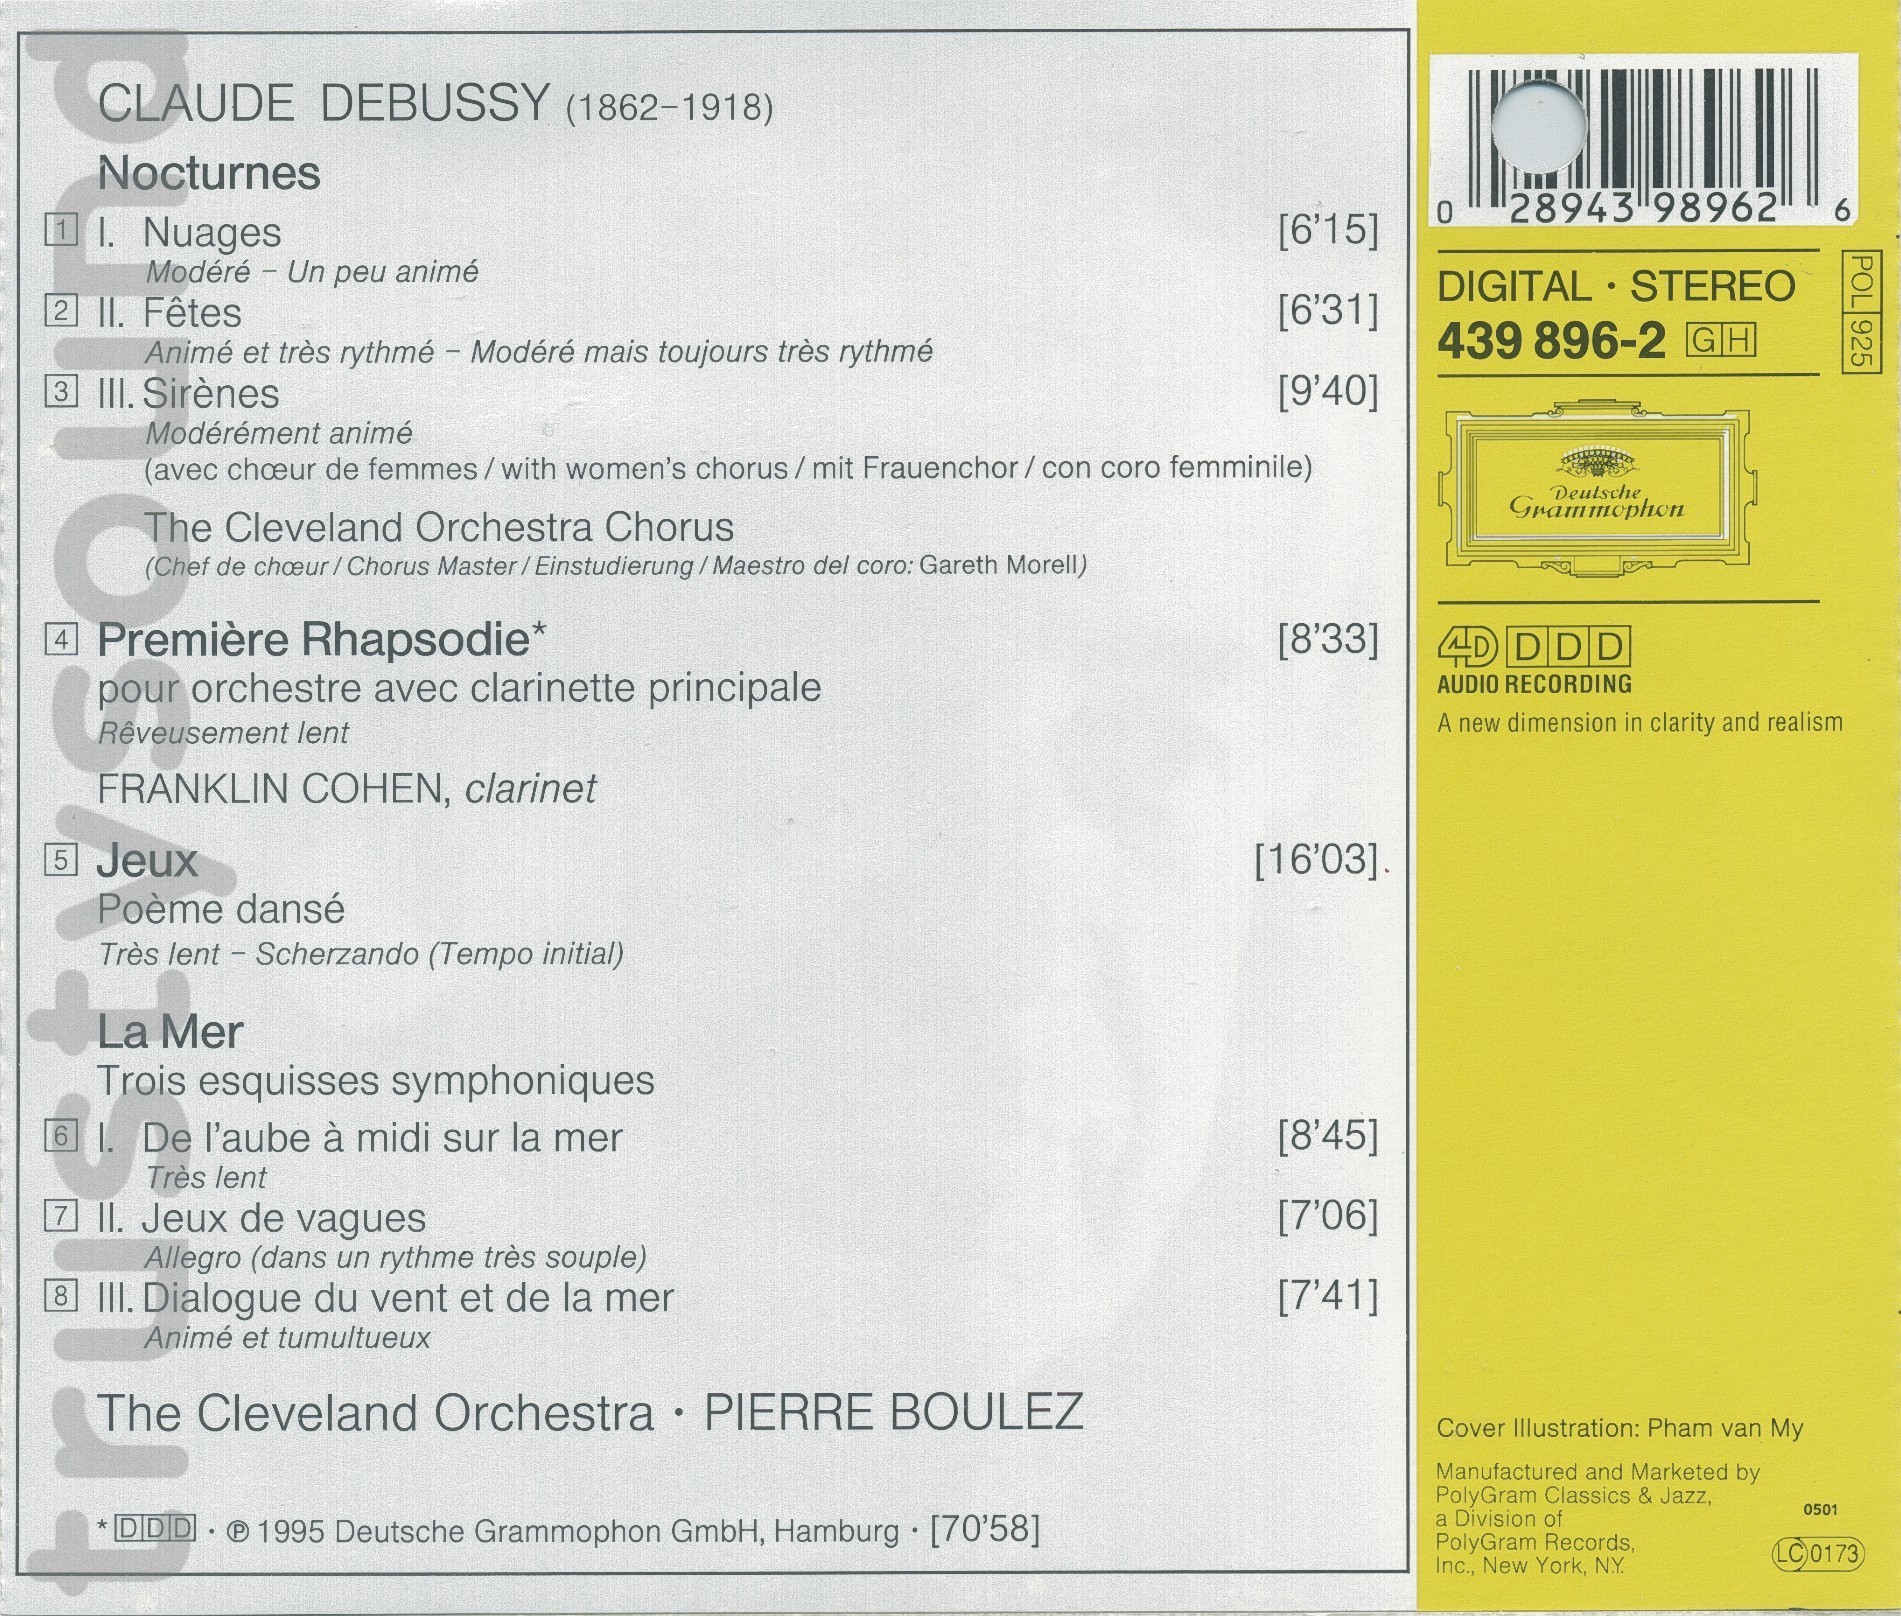 CLAUDE DEBUSSY (1862–1918)
Nocturnes
1 I. Nuages [6'15]
Modéré – Un peu animé
2 II. Fêtes [6'31]
Animé et très rythmé – Modéré mais toujours très rythmé
3 III. Sirènes [9'40]
Modérément animé
(avec chœur de femmes / with women's chorus / mit Frauenchor / con coro femminile)
The Cleveland Orchestra Chorus
(Chef de chœur / Chorus Master / Einstudierung / Maestro del coro: Gareth Morell)
4 Première Rhapsodie* [8'33]
pour orchestre avec clarinette principale
Rêveusement lent
FRANKLIN COHEN, clarinet
5 Jeux [16'03]
Poème dansé
Très lent – Scherzando (Tempo initial)
La Mer
Trois esquisses symphoniques
6 I. De l'aube à midi sur la mer [8'45]
Très lent
7 II. Jeux de vagues [7'06]
Allegro (dans un rythme très souple)
8 III. Dialogue du vent et de la mer [7'41]
Animé et tumultueux
The Cleveland Orchestra · PIERRE BOULEZ
* DDD · ℗ 1995 Deutsche Grammophon GmbH, Hamburg · [70'58]
trustysound
0 28943 98962 6
DIGITAL · STEREO
439 896-2 GH
POL 925
Deutsche
Grammophon
4D DDD
AUDIO RECORDING
A new dimension in clarity and realism
Cover Illustration: Pham van My
Manufactured and Marketed by
PolyGram Classics & Jazz,
a Division of
PolyGram Records,
Inc., New York, N.Y.
0501
LC 0173